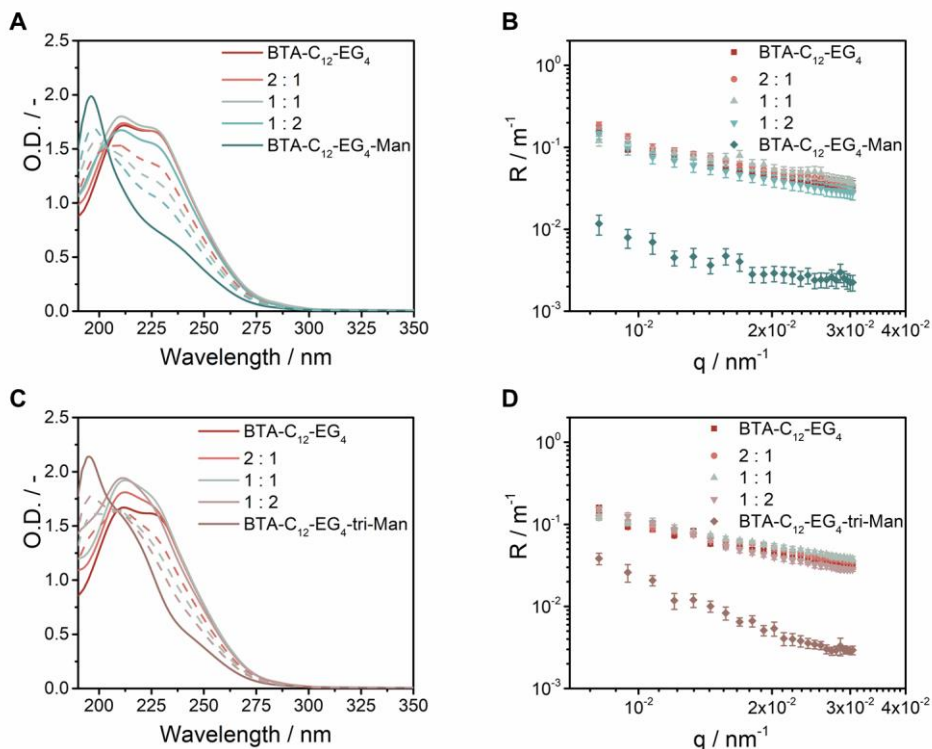 A
O.D. / -
2.5
2.0
1.5
1.0
0.5
0.0
BTA-C₁₂-EG₄
2 : 1
1 : 1
1 : 2
BTA-C₁₂-EG₄-Man
200 225 250 275 300 325 350
Wavelength / nm
B
R / m⁻¹
10⁰
10⁻¹
10⁻²
10⁻³
BTA-C₁₂-EG₄
2 : 1
1 : 1
1 : 2
BTA-C₁₂-EG₄-Man
10⁻² 2x10⁻² 3x10⁻² 4x10⁻²
q / nm⁻¹
C
O.D. / -
2.5
2.0
1.5
1.0
0.5
0.0
BTA-C₁₂-EG₄
2 : 1
1 : 1
1 : 2
BTA-C₁₂-EG₄-tri-Man
200 225 250 275 300 325 350
Wavelength / nm
D
R / m⁻¹
10⁰
10⁻¹
10⁻²
10⁻³
BTA-C₁₂-EG₄
2 : 1
1 : 1
1 : 2
BTA-C₁₂-EG₄-tri-Man
10⁻² 2x10⁻² 3x10⁻² 4x10⁻²
q / nm⁻¹